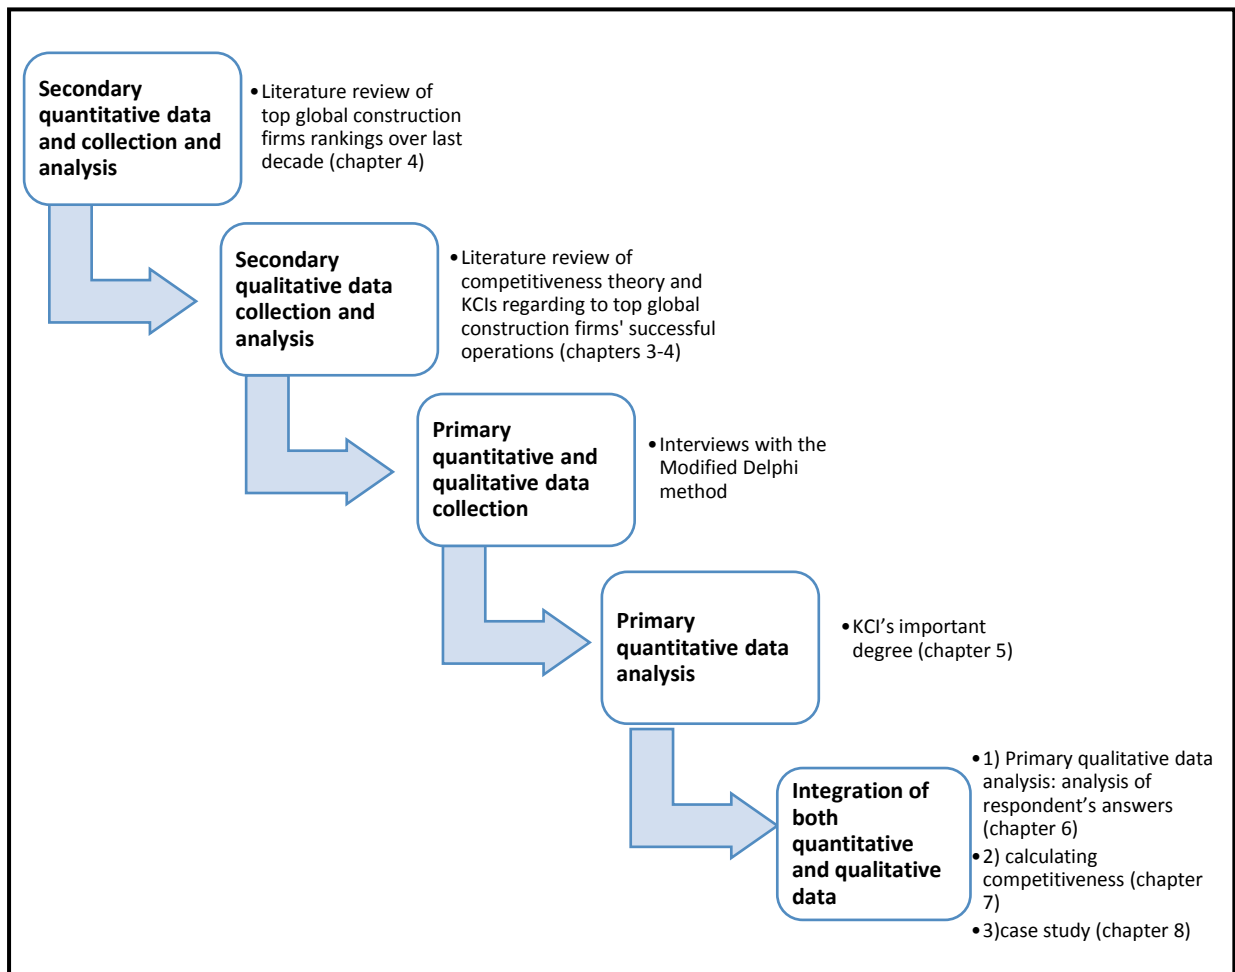 Secondary
quantitative data
and collection and
analysis
•Literature review of
top global construction
firms rankings over last
decade (chapter 4)
Secondary
qualitative data
collection and
analysis
•Literature review of
competitiveness theory and
KCIs regarding to top global
construction firms' successful
operations (chapters 3-4)
Primary
quantitative and
qualitative data
collection
•Interviews with the
Modified Delphi
method
Primary
quantitative data
analysis
•KCI’s important
degree (chapter 5)
Integration of
both
quantitative
and qualitative
data
•1) Primary qualitative data
analysis: analysis of
respondent’s answers
(chapter 6)
•2) calculating
competitiveness (chapter
7)
•3)case study (chapter 8)